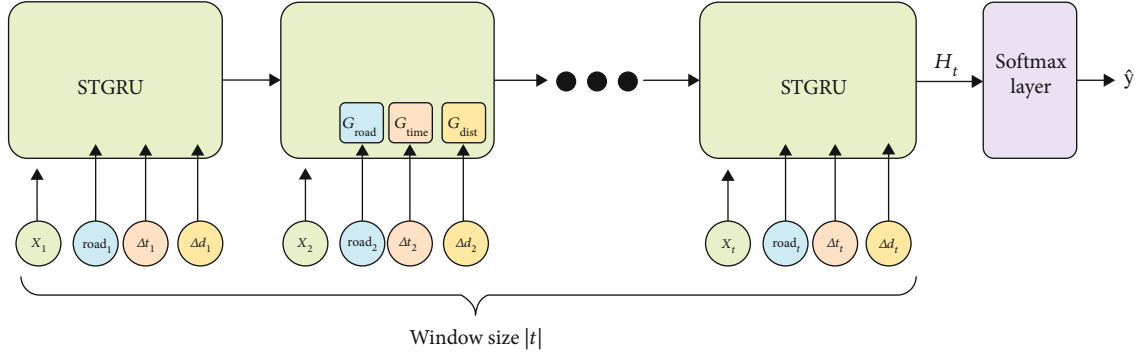 STGRU
G_road G_time G_dist
STGRU
H_t
Softmax
layer
ŷ
X_1 road_1 Δt_1 Δd_1
X_2 road_2 Δt_2 Δd_2
X_t road_t Δt_t Δd_t
Window size |t|